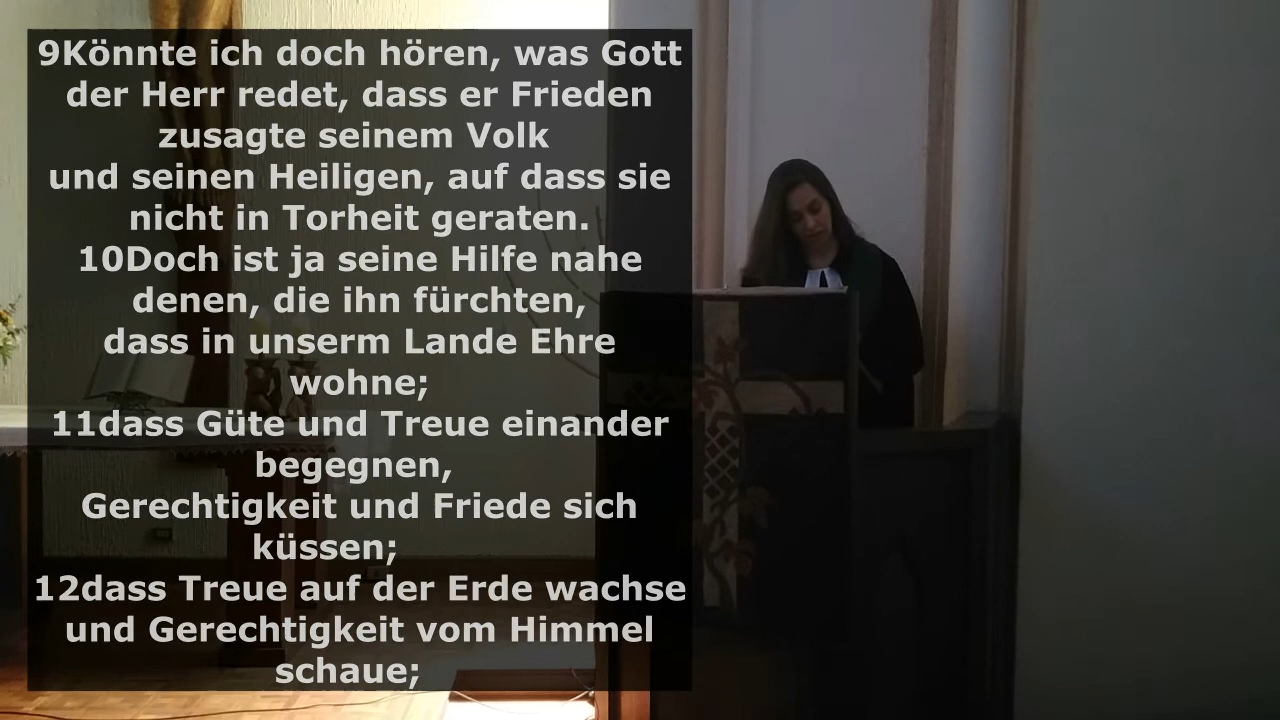 9Könnte ich doch hören, was Gott
der Herr redet, dass er Frieden
zusagte seinem Volk
und seinen Heiligen, auf dass sie
nicht in Torheit geraten.
10Doch ist ja seine Hilfe nahe
denen, die ihn fürchten,
dass in unserm Lande Ehre
wohne;
11dass Güte und Treue einander
begegnen,
Gerechtigkeit und Friede sich
küssen;
12dass Treue auf der Erde wachse
und Gerechtigkeit vom Himmel
schaue;